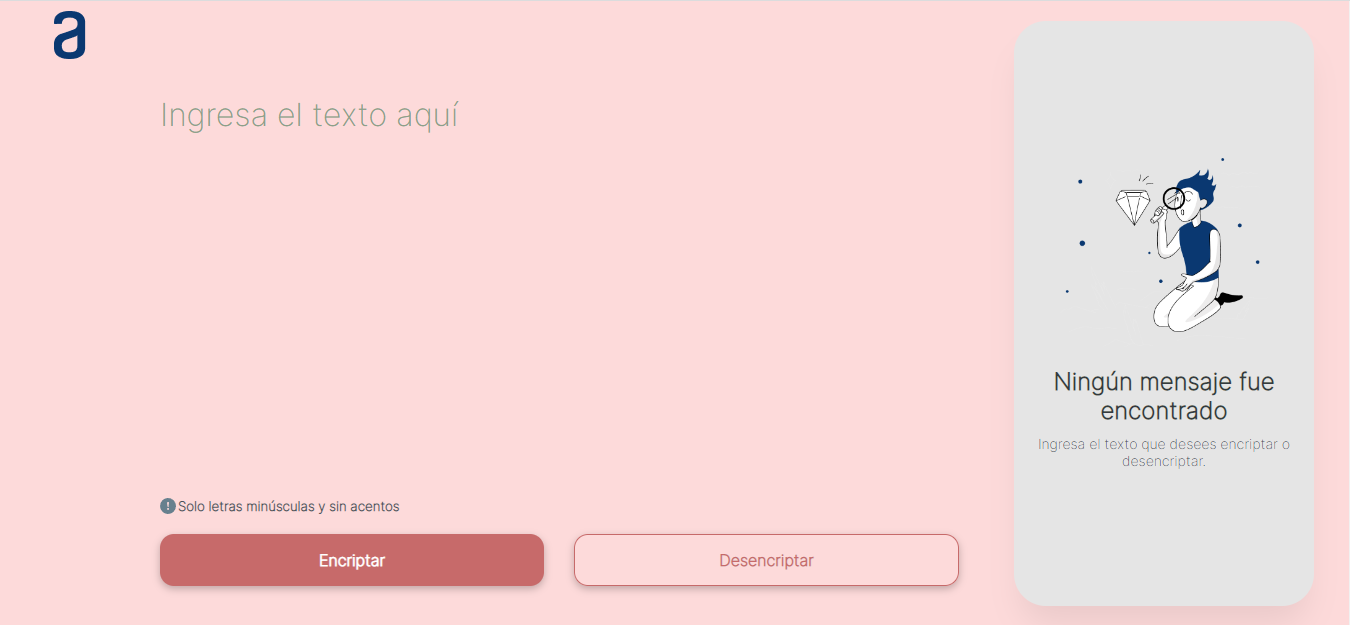 a
Ingresa el texto aquí
Ningún mensaje fue
encontrado
Ingresa el texto que desees encriptar o
desencriptar.
! Solo letras minúsculas y sin acentos
Encriptar
Desencriptar